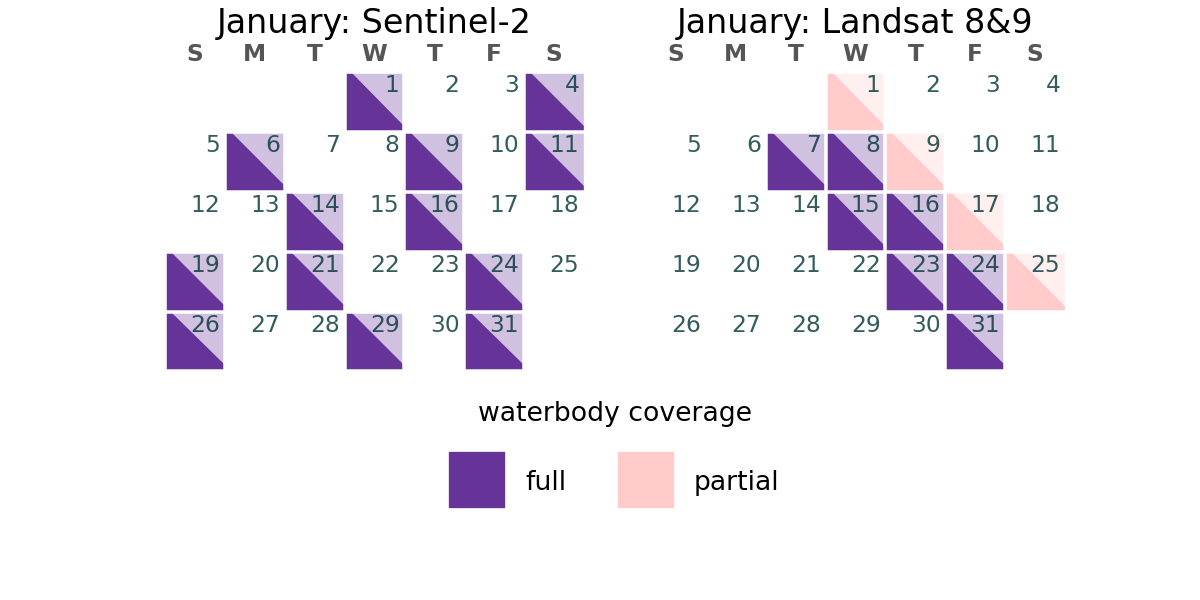 January: Sentinel-2
S M T W T F S
1 2 3 4
5 6 7 8 9 10 11
12 13 14 15 16 17 18
19 20 21 22 23 24 25
26 27 28 29 30 31
January: Landsat 8&9
S M T W T F S
1 2 3 4
5 6 7 8 9 10 11
12 13 14 15 16 17 18
19 20 21 22 23 24 25
26 27 28 29 30 31
waterbody coverage
full
partial